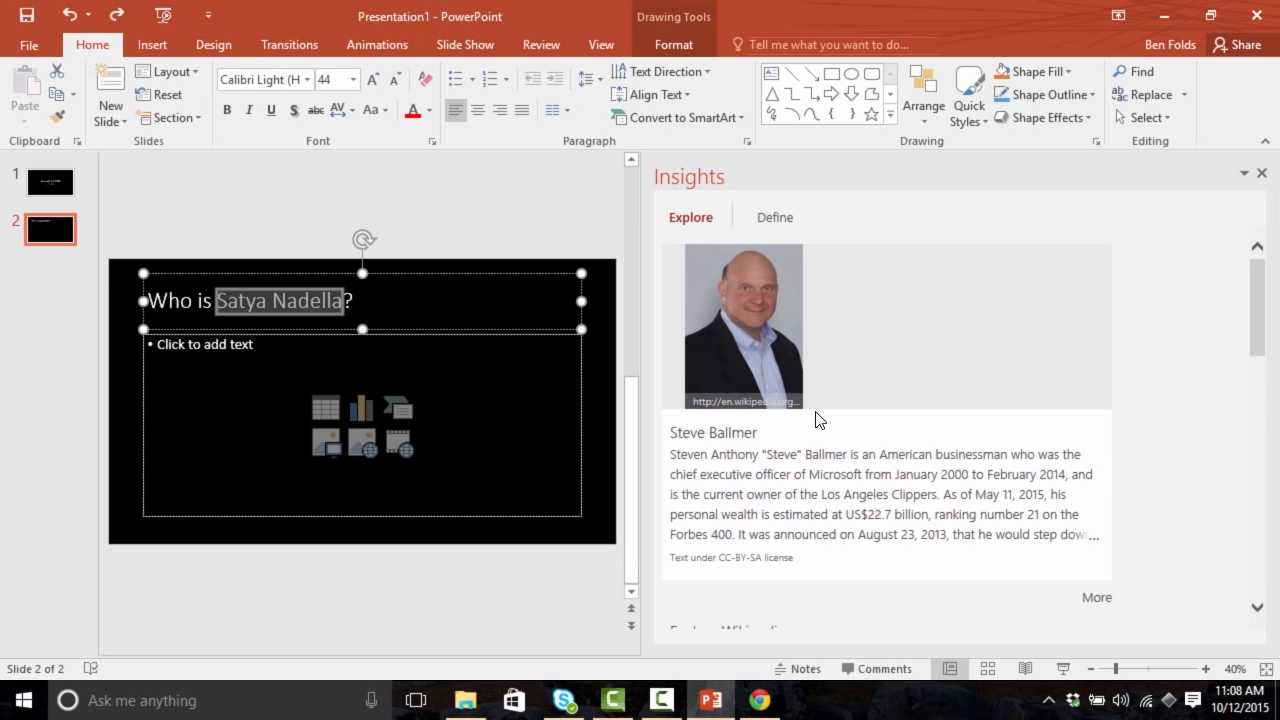 Presentation1 - PowerPoint
Drawing Tools
File Home Insert Design Transitions Animations Slide Show Review View Format Tell me what you want to do... Ben Folds Share
Paste
New Slide
Layout
Reset
Section
Calibri Light (H 44
B I U S abc AV Aa A
Text Direction
Align Text
Convert to SmartArt
Arrange
Quick Styles
Shape Fill
Shape Outline
Shape Effects
Find
Replace
Select
Clipboard Slides Font Paragraph Drawing Editing
1
2
Who is Satya Nadella?
• Click to add text
Insights
Explore Define
Steve Ballmer
Steven Anthony "Steve" Ballmer is an American businessman who was the
chief executive officer of Microsoft from January 2000 to February 2014, and
is the current owner of the Los Angeles Clippers. As of May 11, 2015, his
personal wealth is estimated at US$22.7 billion, ranking number 21 on the
Forbes 400. It was announced on August 23, 2013, that he would step dow...
Text under CC-BY-SA license
More
Slide 2 of 2 Notes Comments 40%
Ask me anything
11:08 AM
10/12/2015